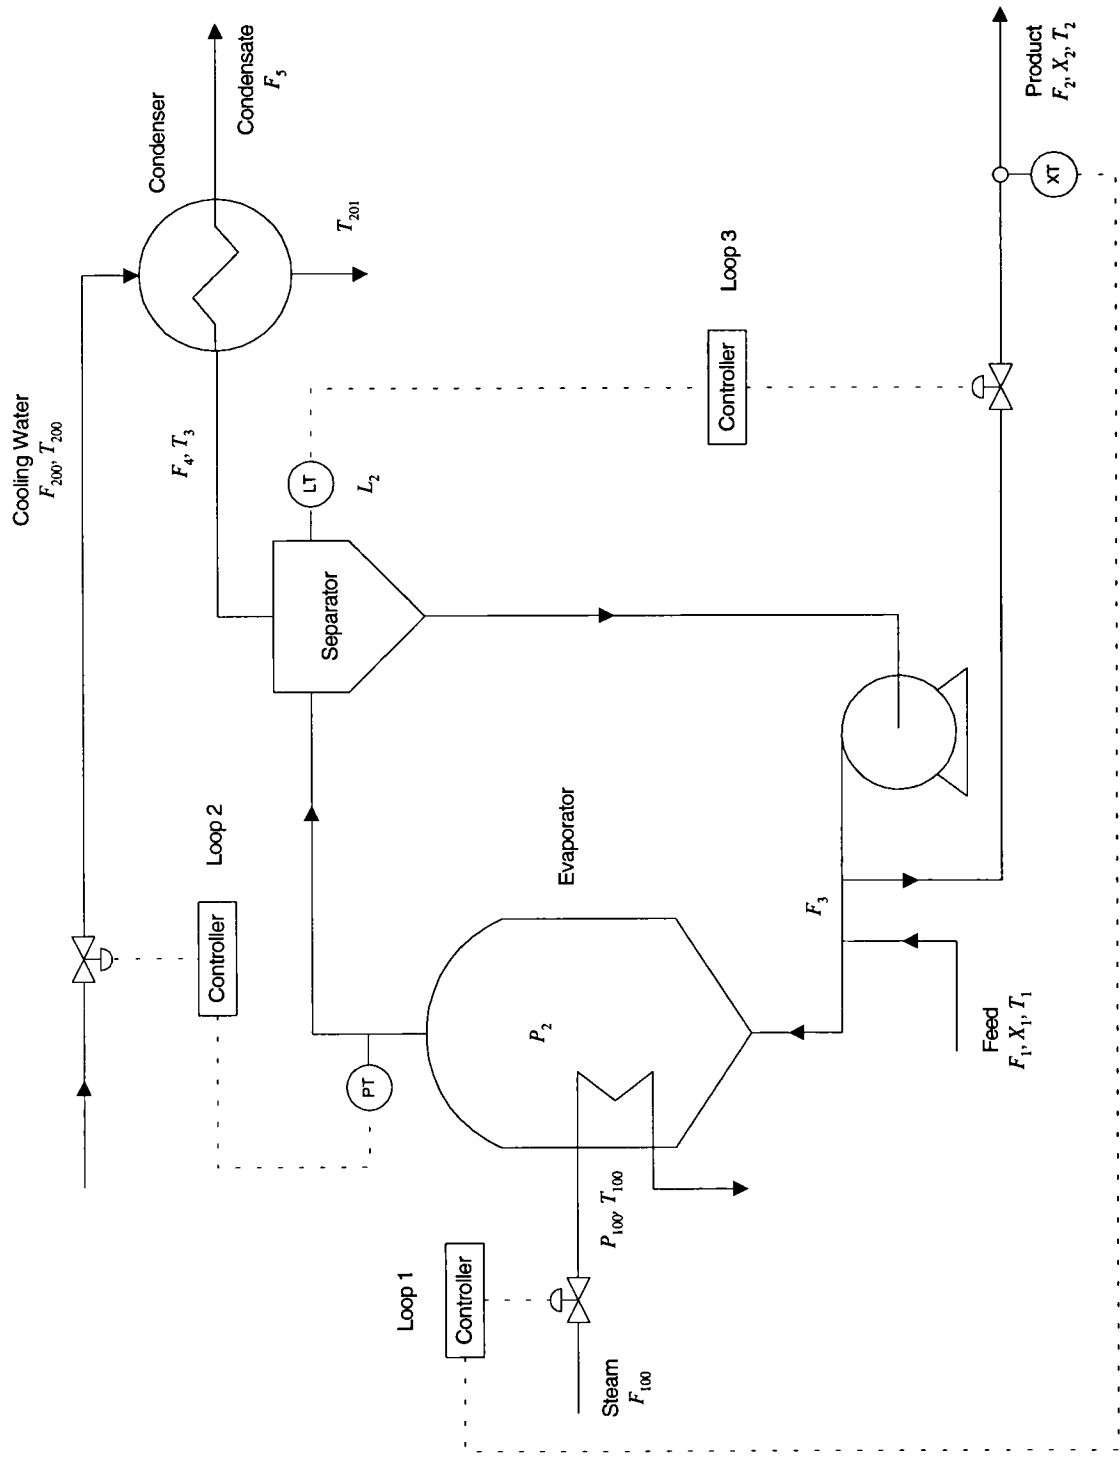 Cooling Water
F200, T200
Condenser
Condensate
F5
F4, T3
T201
Loop 2
Controller
PT
Separator
LT
L2
Loop 1
Controller
P2
Evaporator
Controller
Loop 3
Steam
F100
P100, T100
F3
Feed
F1, X1, T1
XT
Product
F2, X2, T2